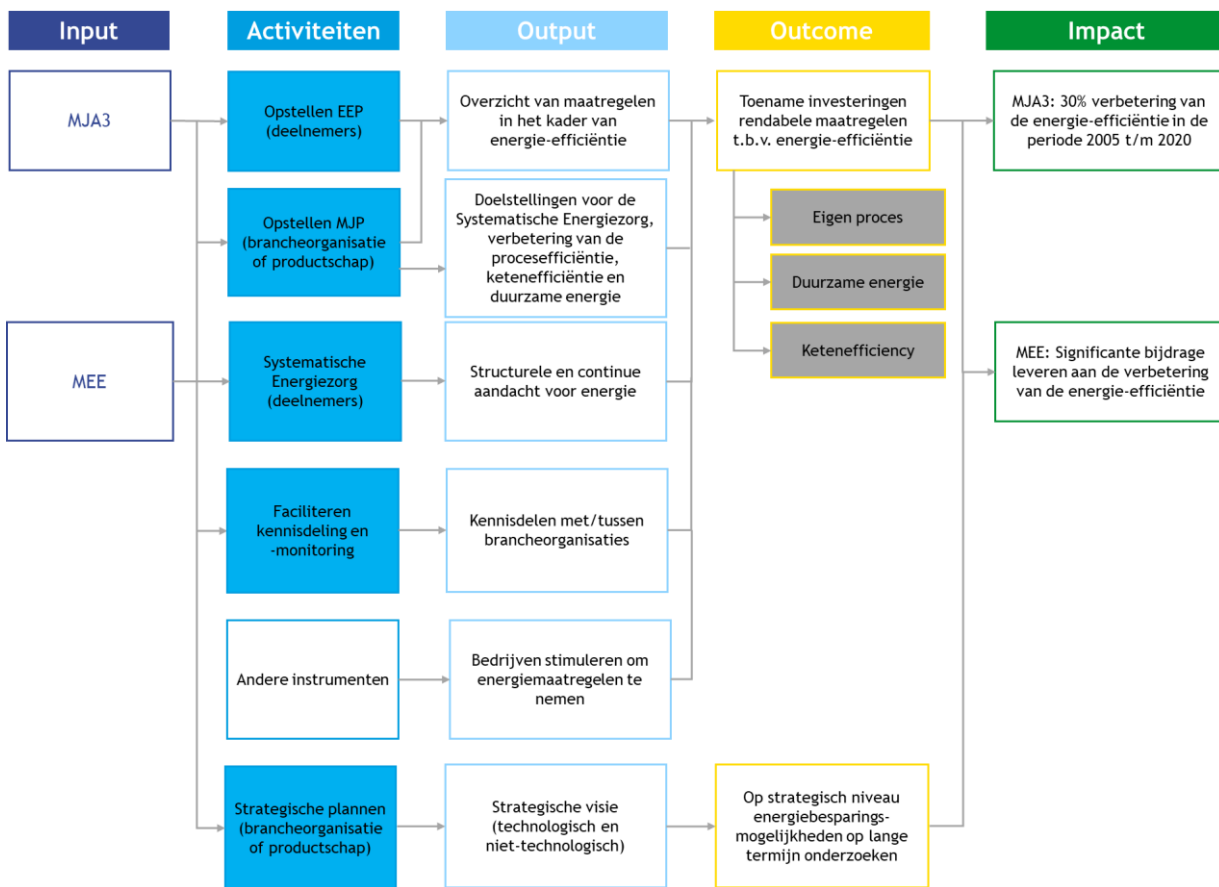 Input
Activiteiten
Output
Outcome
Impact
MJA3
Opstellen EEP
(deelnemers)
Overzicht van maatregelen
in het kader van
energie-efficiëntie
Toename investeringen
rendabele maatregelen
t.b.v. energie-efficiëntie
MJA3: 30% verbetering van
de energie-efficiëntie in de
periode 2005 t/m 2020
Opstellen MJP
(brancheorganisatie
of productschap)
Doelstellingen voor de
Systematische Energiezorg,
verbetering van de
procesefficiëntie,
ketenefficiëntie en
duurzame energie
Eigen proces
Duurzame energie
Ketenefficiency
MEE
Systematische
Energiezorg
(deelnemers)
Structurele en continue
aandacht voor energie
MEE: Significante bijdrage
leveren aan de verbetering
van de energie-efficiëntie
Faciliteren
kennisdeling en
-monitoring
Kennisdelen met/tussen
brancheorganisaties
Andere instrumenten
Bedrijven stimuleren om
energiemaatregelen te
nemen
Strategische plannen
(brancheorganisatie
of productschap)
Strategische visie
(technologisch en
niet-technologisch)
Op strategisch niveau
energiebesparings-
mogelijkheden op lange
termijn onderzoeken